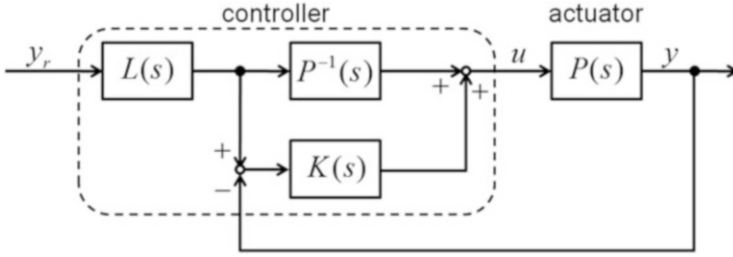 controller actuator
y_r L(s) P⁻¹(s) u P(s) y
+ +
+ K(s)
−